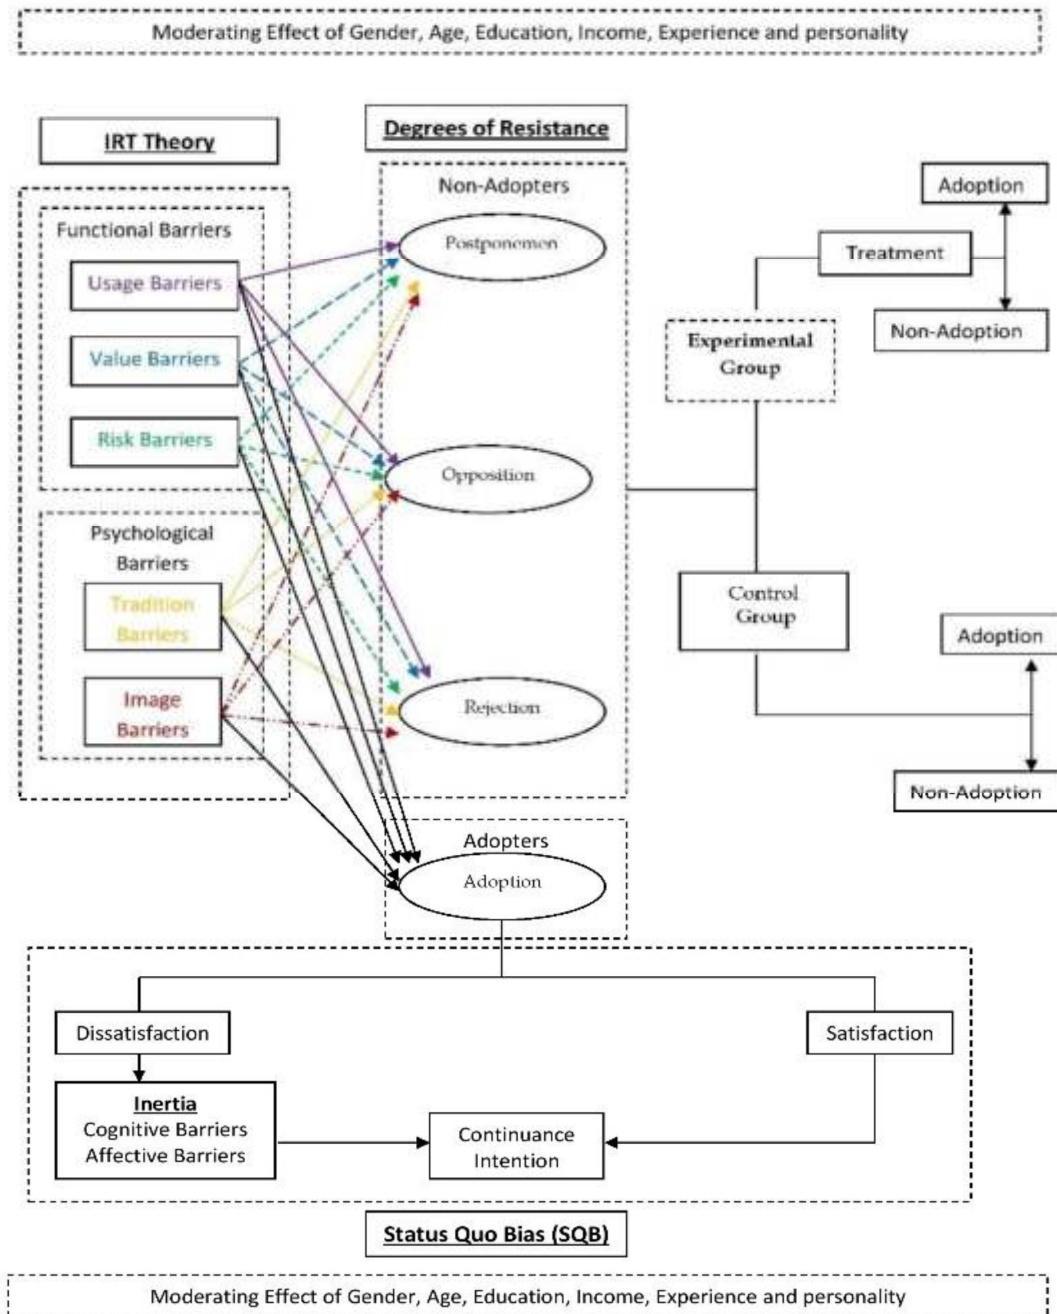 Moderating Effect of Gender, Age, Education, Income, Experience and personality
IRT Theory
Degrees of Resistance
Functional Barriers
Usage Barriers
Value Barriers
Risk Barriers
Psychological
Barriers
Tradition
Barriers
Image
Barriers
Non-Adopters
Postponemen
Opposition
Rejection
Adopters
Adoption
Experimental
Group
Treatment
Adoption
Non-Adoption
Control
Group
Adoption
Non-Adoption
Dissatisfaction
Satisfaction
Inertia
Cognitive Barriers
Affective Barriers
Continuance
Intention
Status Quo Bias (SQB)
Moderating Effect of Gender, Age, Education, Income, Experience and personality